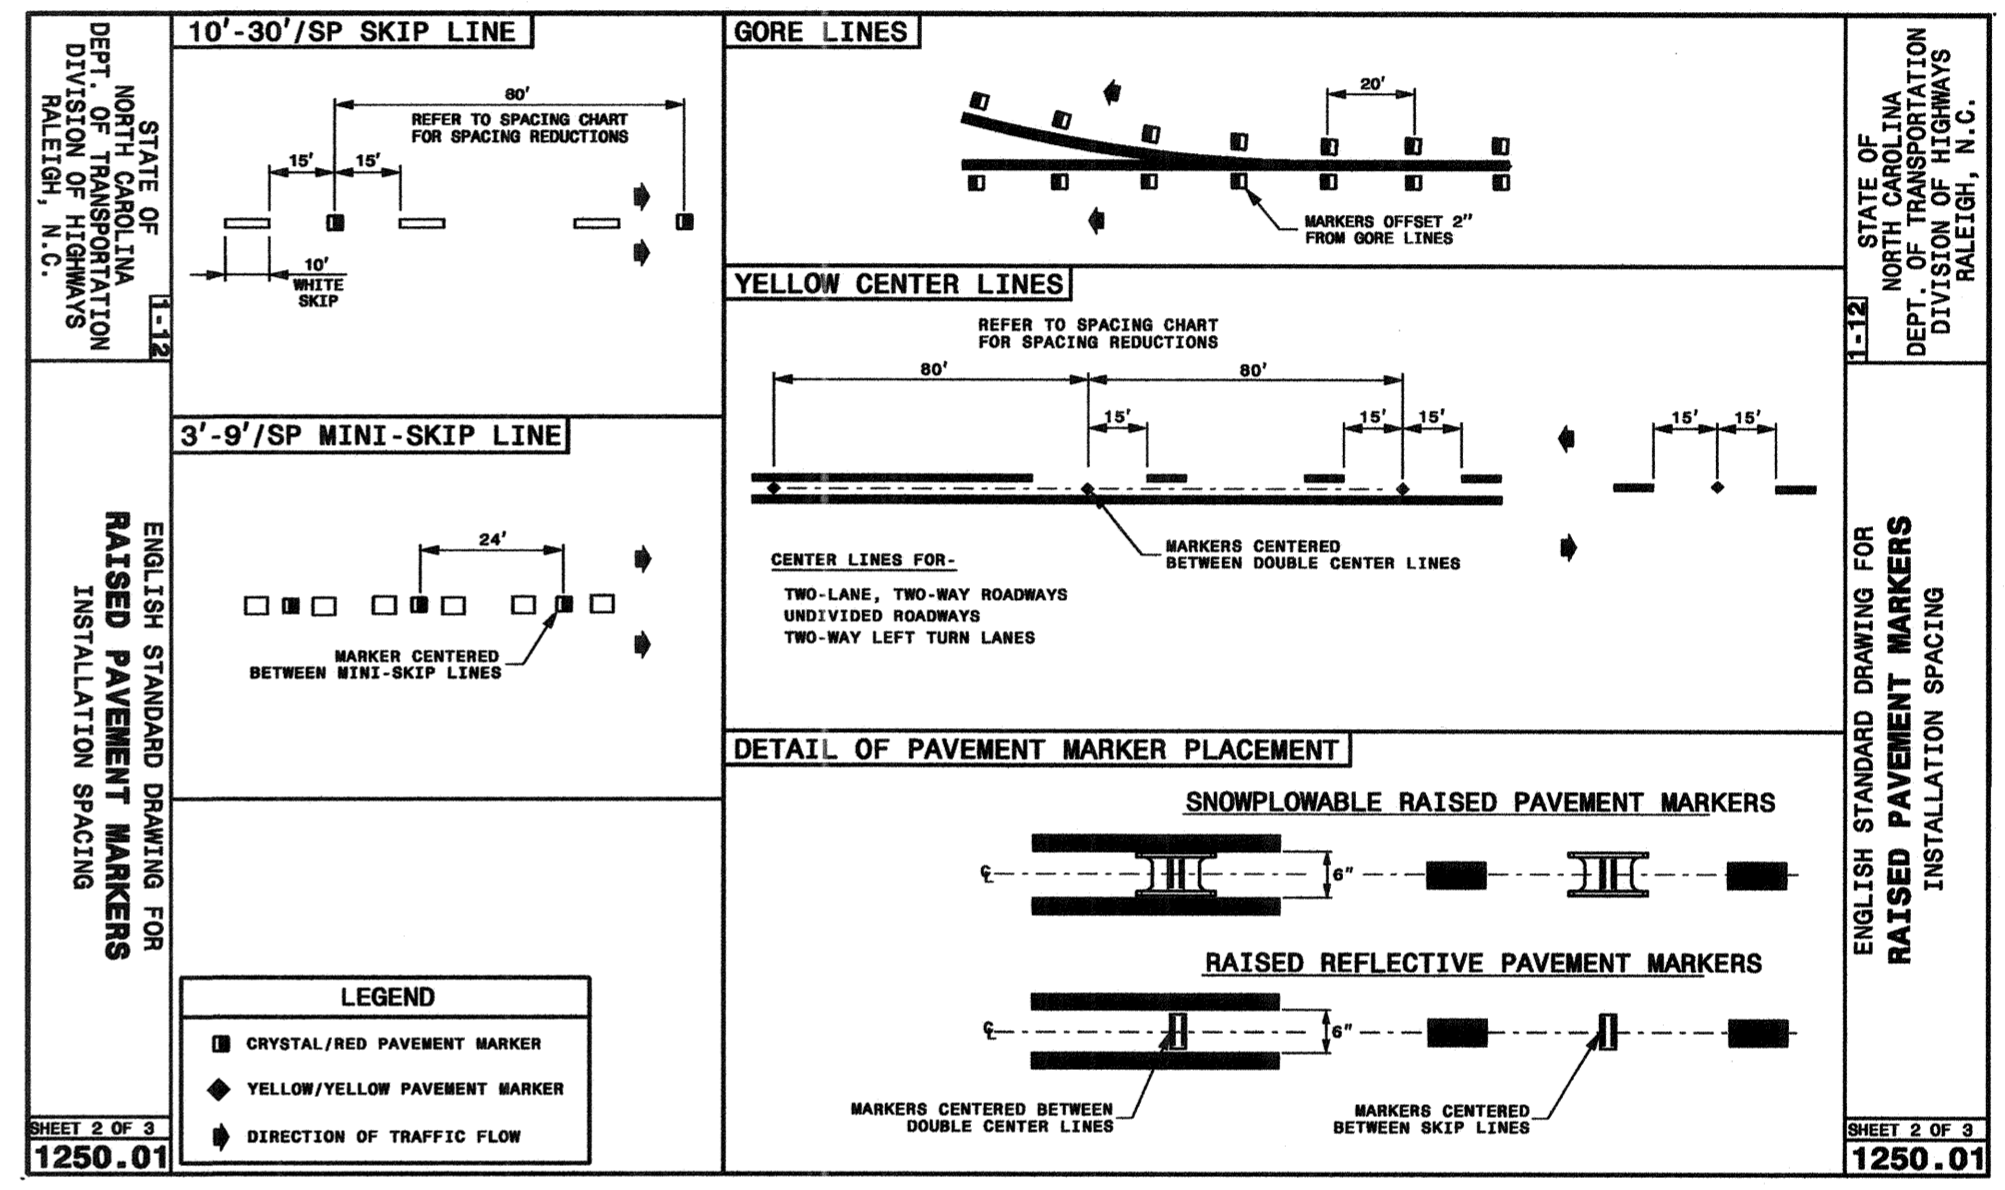 STATE OF
NORTH CAROLINA
DEPT. OF TRANSPORTATION
DIVISION OF HIGHWAYS
RALEIGH, N.C.
1-12
ENGLISH STANDARD DRAWING FOR
RAISED PAVEMENT MARKERS
INSTALLATION SPACING
SHEET 2 OF 3
1250.01
10'-30'/SP SKIP LINE
80'
REFER TO SPACING CHART
FOR SPACING REDUCTIONS
15' 15'
10'
WHITE
SKIP
3'-9'/SP MINI-SKIP LINE
24'
MARKER CENTERED
BETWEEN MINI-SKIP LINES
LEGEND
CRYSTAL/RED PAVEMENT MARKER
YELLOW/YELLOW PAVEMENT MARKER
DIRECTION OF TRAFFIC FLOW
GORE LINES
20'
MARKERS OFFSET 2"
FROM GORE LINES
YELLOW CENTER LINES
REFER TO SPACING CHART
FOR SPACING REDUCTIONS
80' 80'
15' 15' 15' 15' 15'
MARKERS CENTERED
BETWEEN DOUBLE CENTER LINES
CENTER LINES FOR-
TWO-LANE, TWO-WAY ROADWAYS
UNDIVIDED ROADWAYS
TWO-WAY LEFT TURN LANES
DETAIL OF PAVEMENT MARKER PLACEMENT
SNOWPLOWABLE RAISED PAVEMENT MARKERS
℄ 6"
RAISED REFLECTIVE PAVEMENT MARKERS
℄ 6"
MARKERS CENTERED BETWEEN
DOUBLE CENTER LINES
MARKERS CENTERED
BETWEEN SKIP LINES
STATE OF
NORTH CAROLINA
DEPT. OF TRANSPORTATION
DIVISION OF HIGHWAYS
RALEIGH, N.C.
1-12
ENGLISH STANDARD DRAWING FOR
RAISED PAVEMENT MARKERS
INSTALLATION SPACING
SHEET 2 OF 3
1250.01